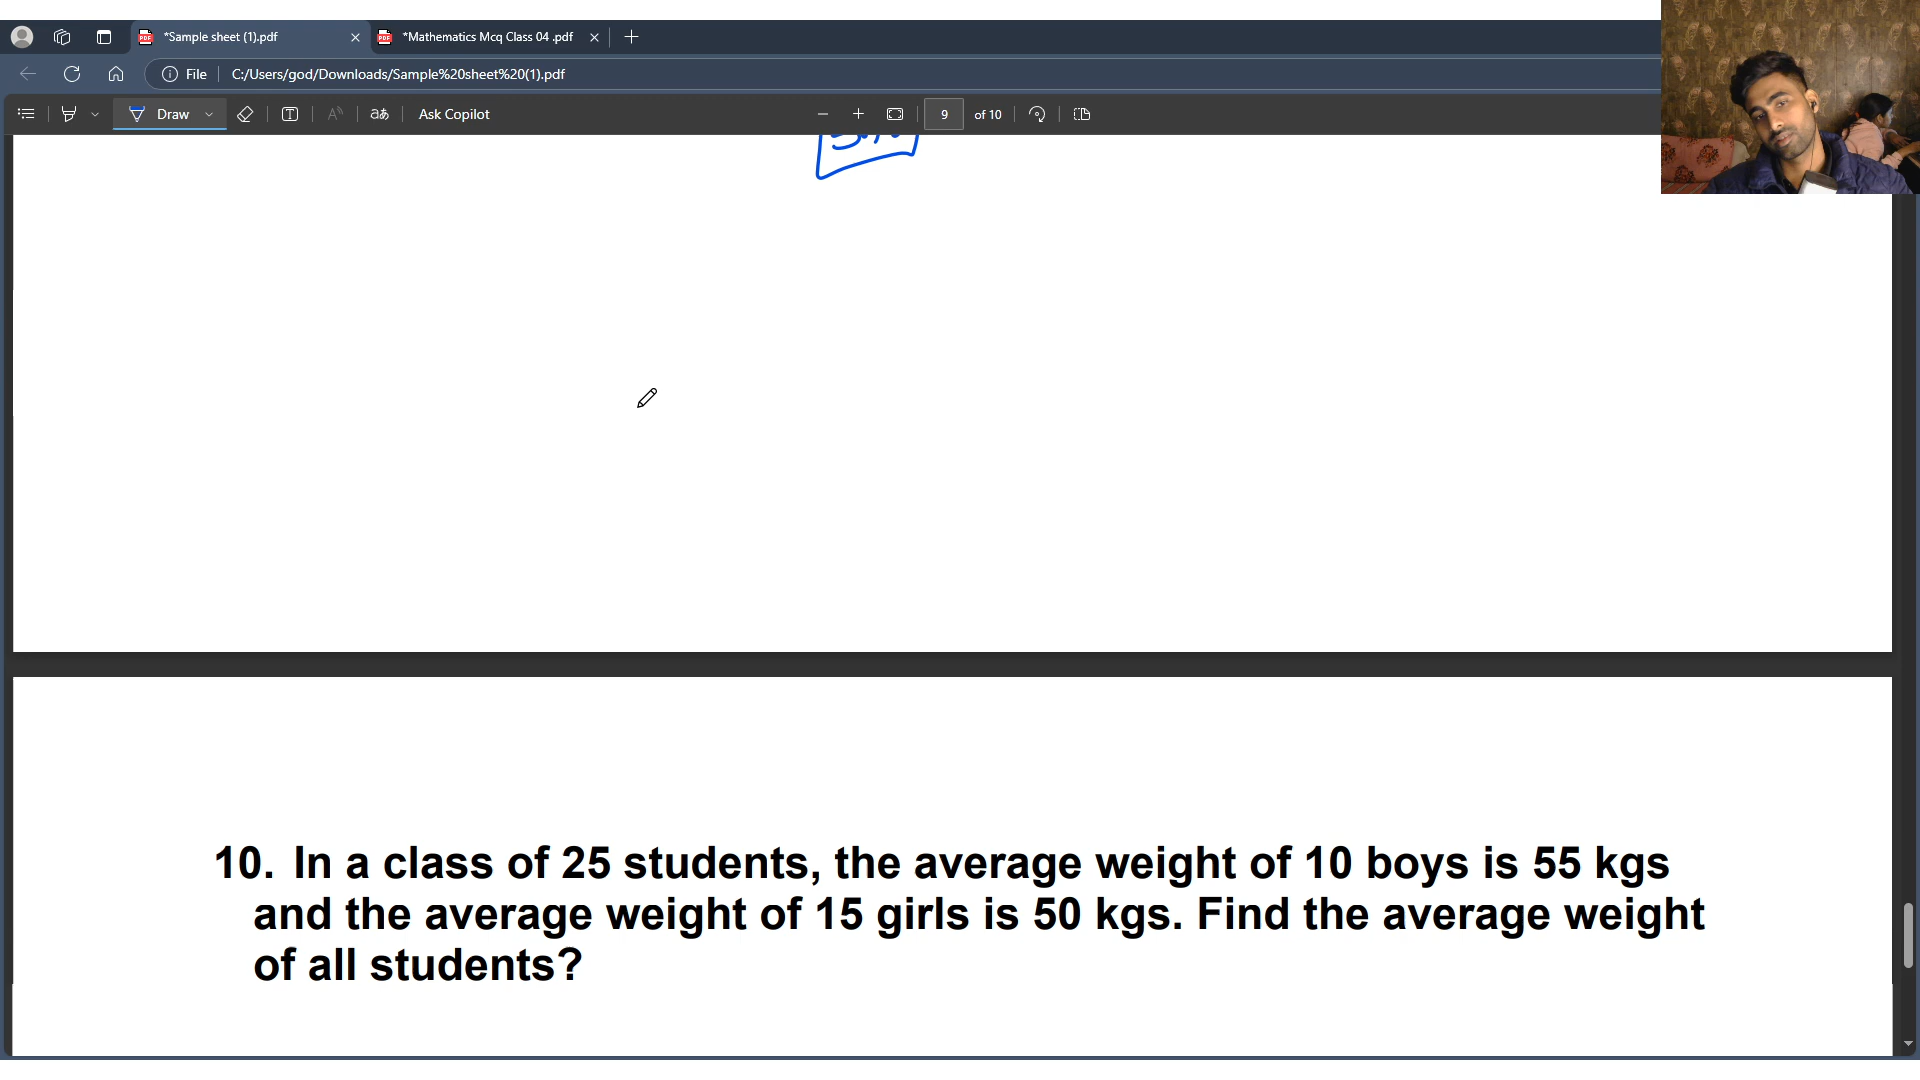 *Sample sheet (1).pdf
*Mathematics Mcq Class 04 .pdf
File
C:/Users/god/Downloads/Sample%20sheet%20(1).pdf
Draw
Ask Copilot
9 of 10
10. In a class of 25 students, the average weight of 10 boys is 55 kgs
and the average weight of 15 girls is 50 kgs. Find the average weight
of all students?